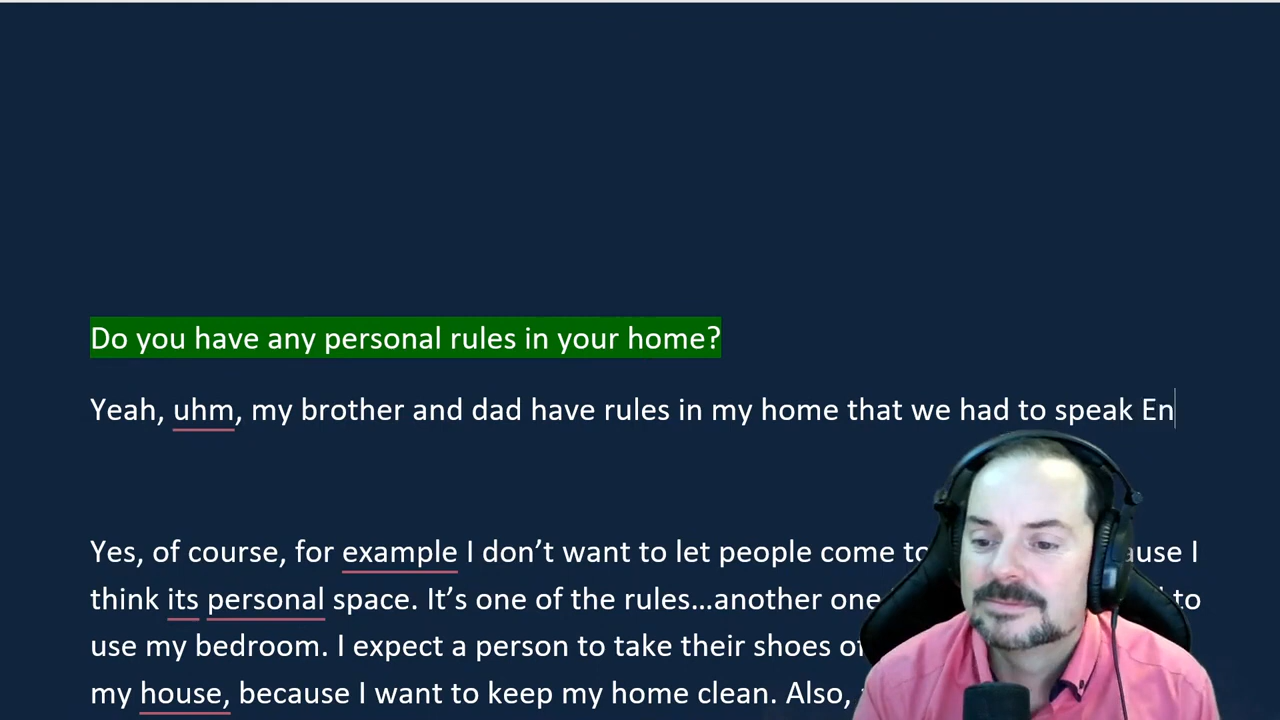 Do you have any personal rules in your home?
Yeah, uhm, my brother and dad have rules in my home that we had to speak En
Yes, of course, for example I don’t want to let people come to ause I
think its personal space. It’s one of the rules...another one to
use my bedroom. I expect a person to take their shoes of
my house, because I want to keep my home clean. Also,